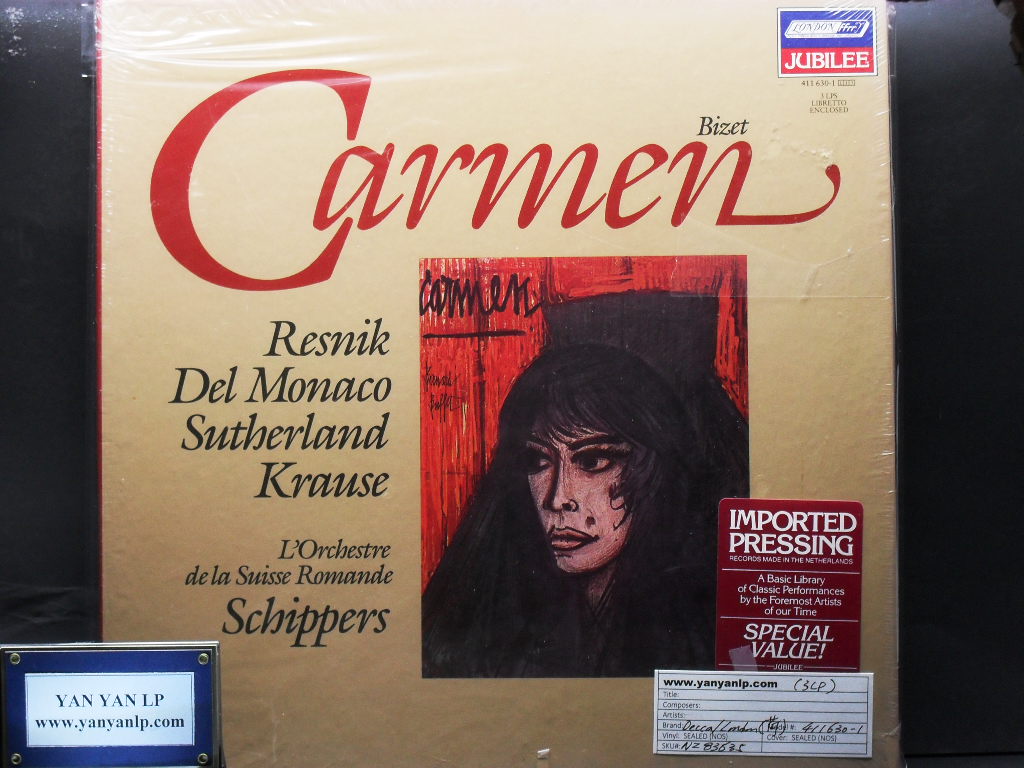 LONDON ffrr
JUBILEE
411 630-1
3 LPS
LIBRETTO
ENCLOSED
Bizet
Carmen
carmen
Resnik
Del Monaco
Sutherland
Krause
L'Orchestre
de la Suisse Romande
Schippers
IMPORTED
PRESSING
RECORDS MADE IN THE NETHERLANDS
A Basic Library
of Classic Performances
by the Foremost Artists
of our Time
SPECIAL
VALUE!
JUBILEE
YAN YAN LP
www.yanyanlp.com
www.yanyanlp.com (3LP)
Title:
Composers:
Artists:
Brand: Decca/London #: 411630-1
Vinyl: SEALED (NOS) Cover: SEALED (NOS)
SKU#: NZ 83635